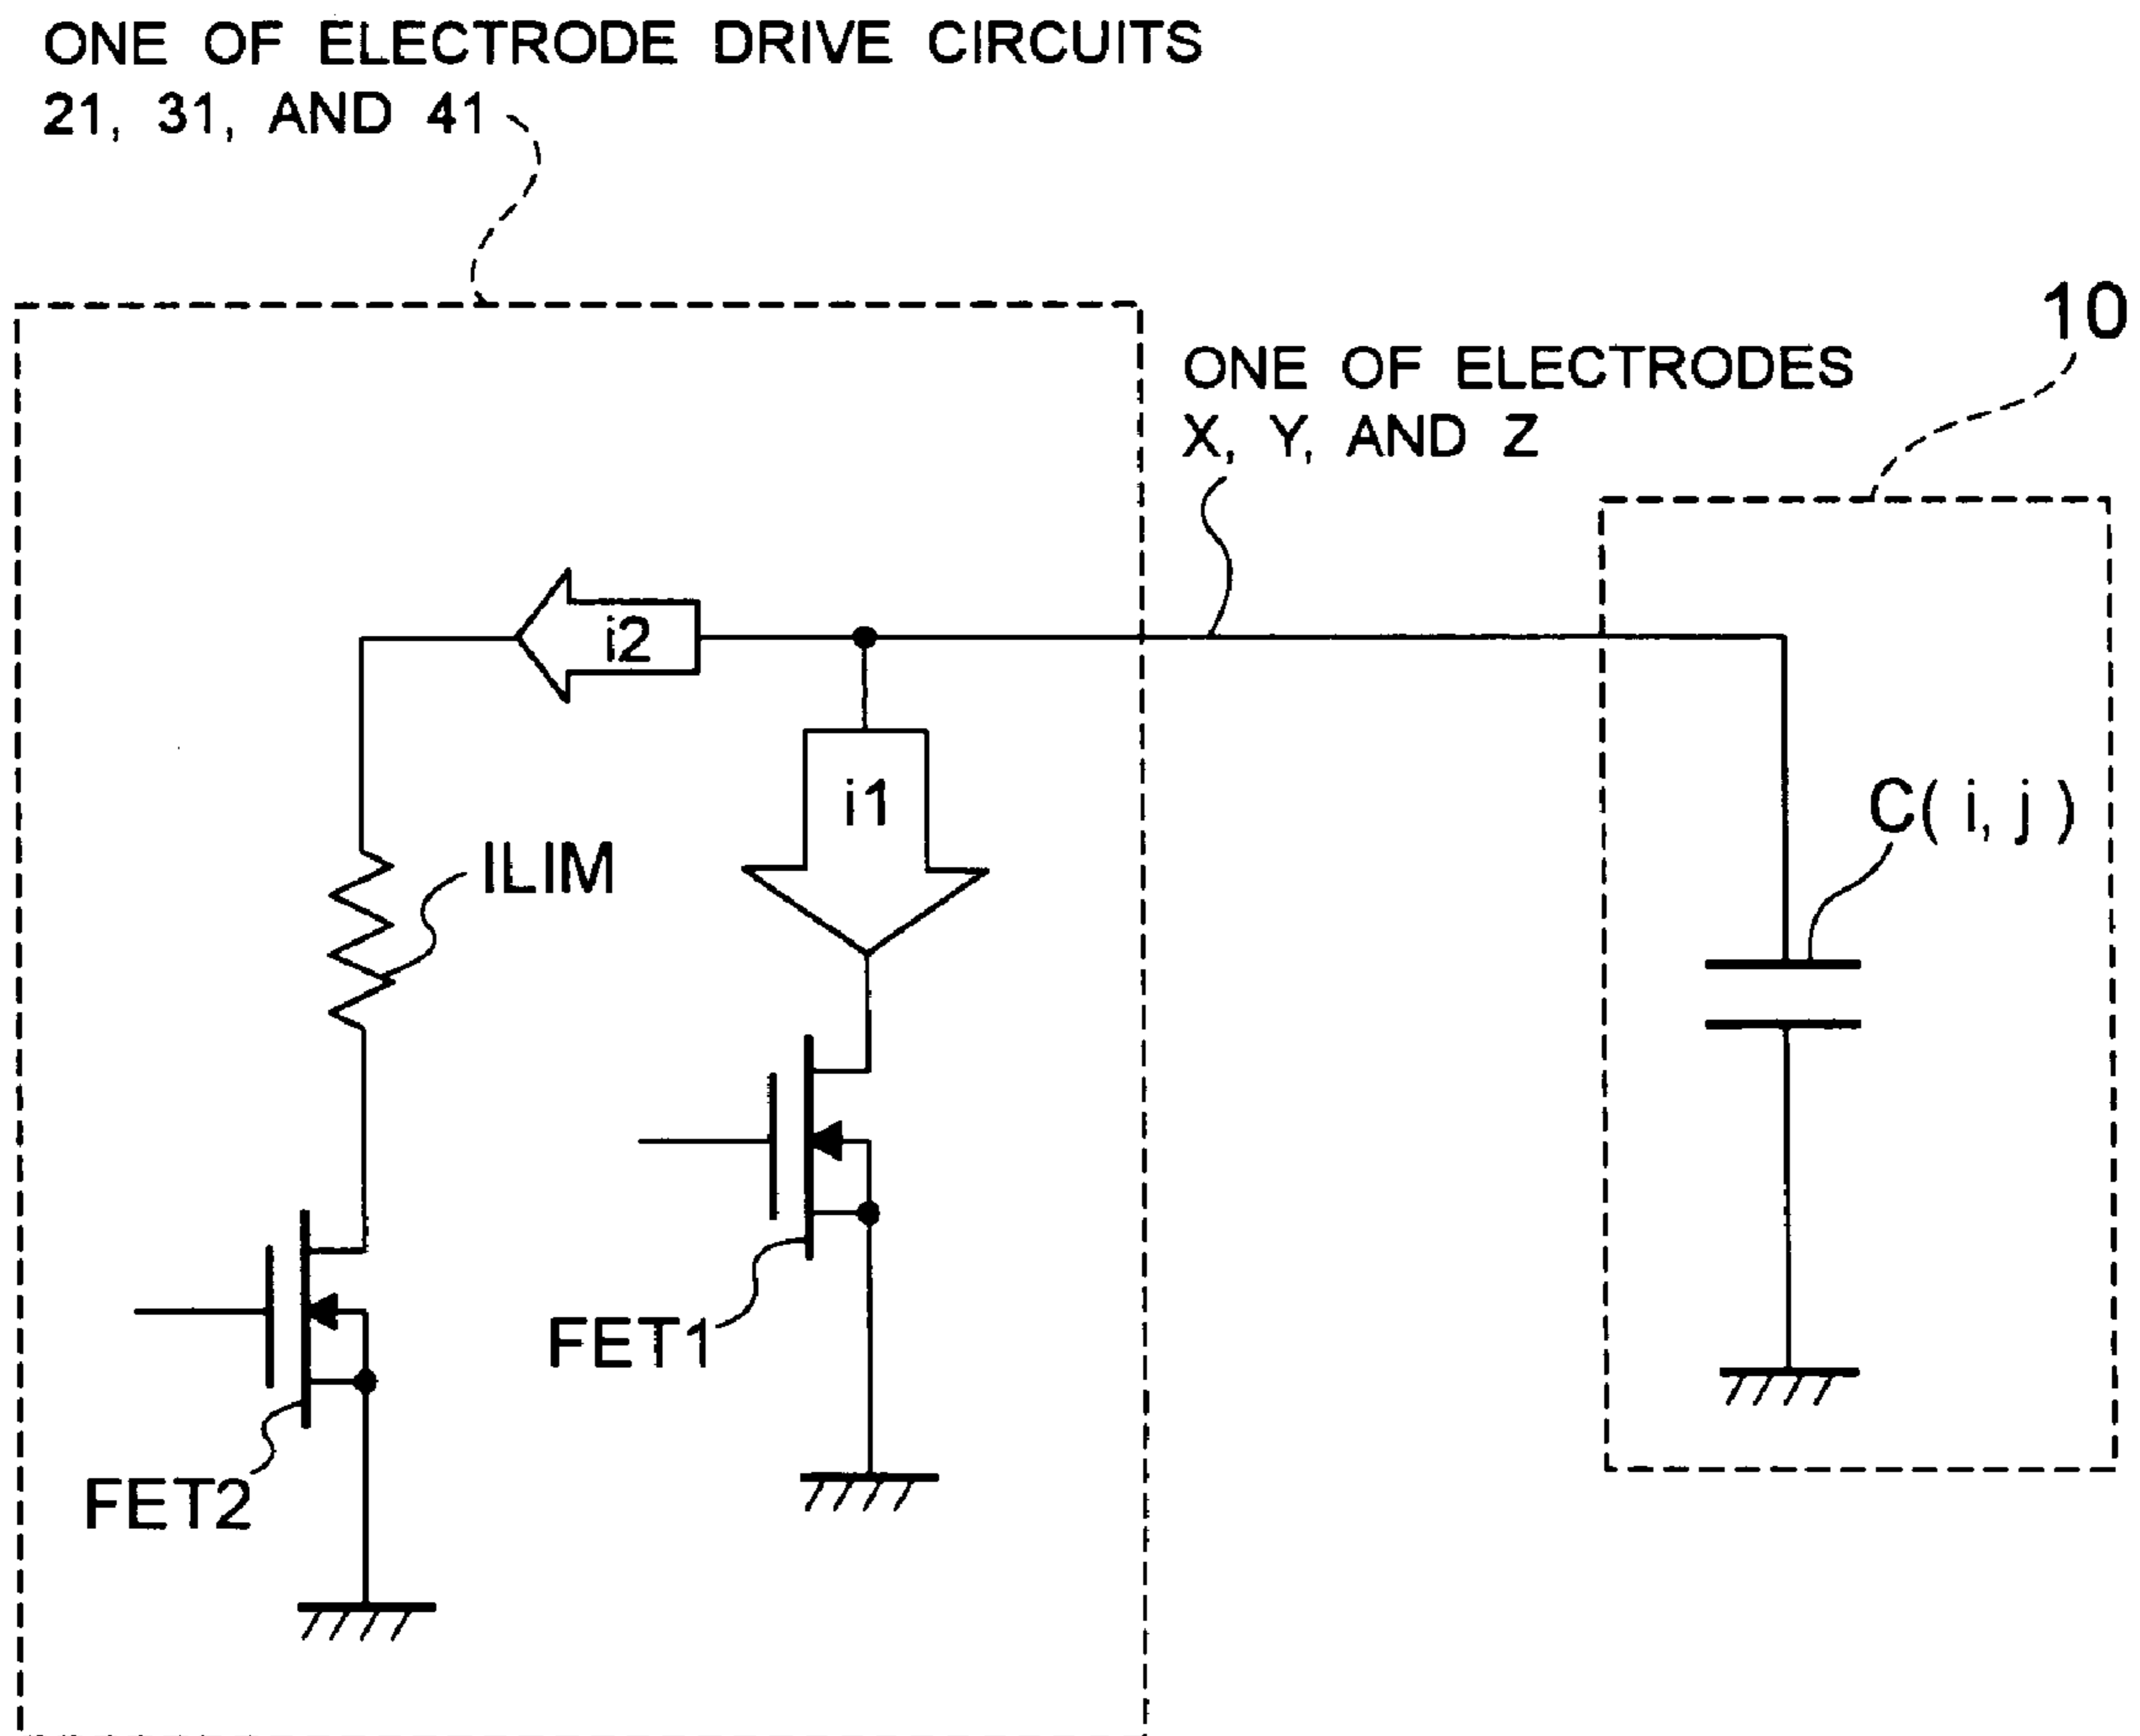 ONE OF ELECTRODE DRIVE CIRCUITS
21, 31, AND 41
10
ONE OF ELECTRODES
X, Y, AND Z
i2
i1
C( i, j )
ILIM
FET1
FET2